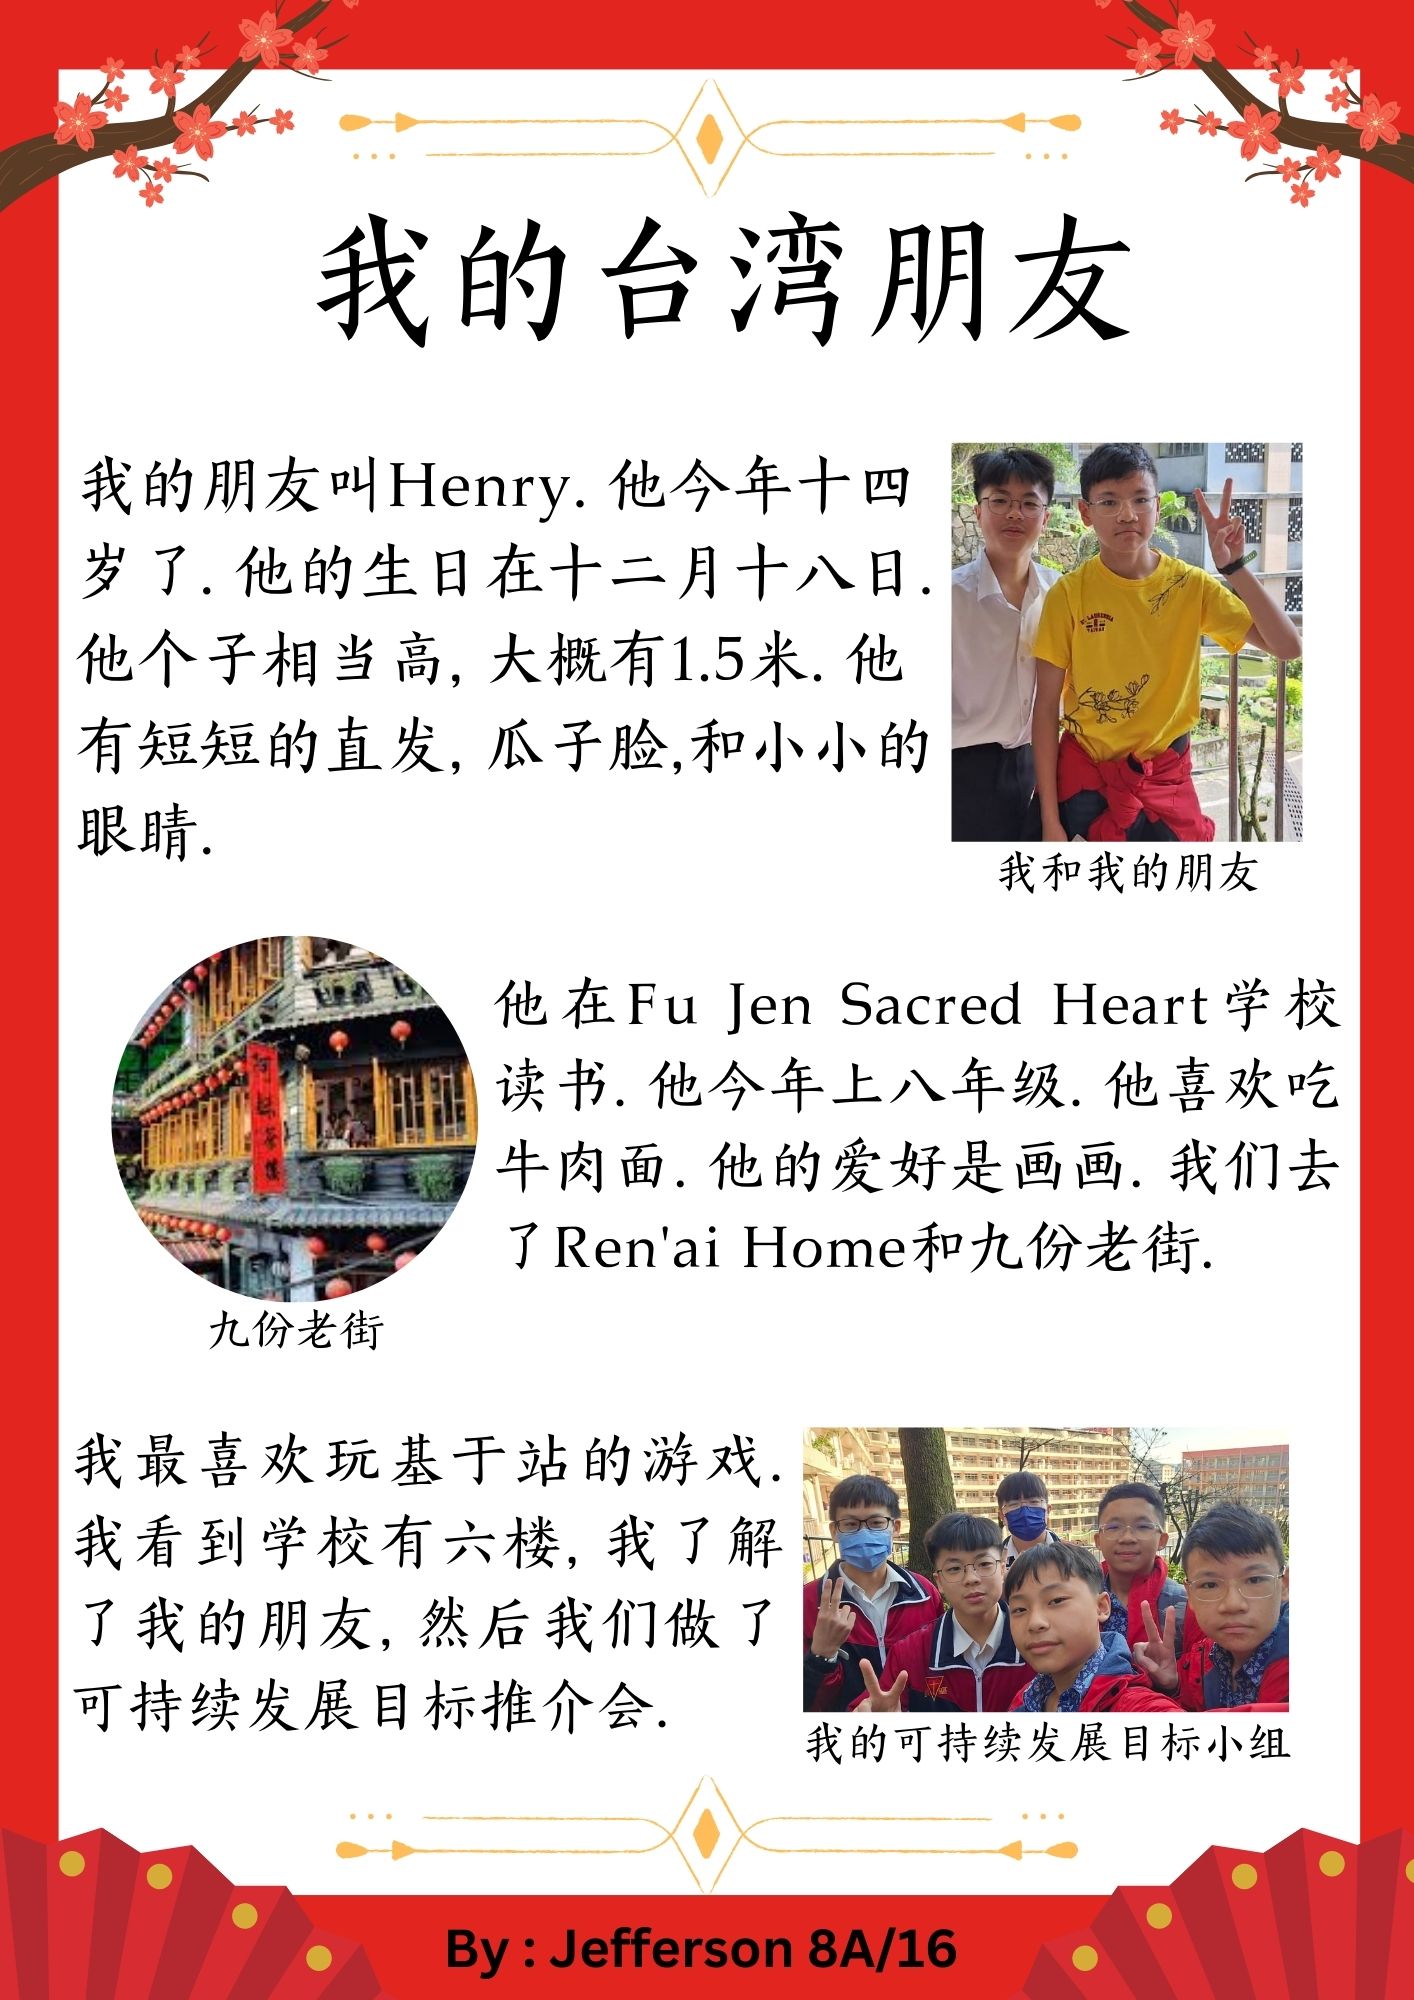 我的台湾朋友
我的朋友叫Henry. 他今年十四
岁了. 他的生日在十二月十八日.
他个子相当高, 大概有1.5米. 他
有短短的直发, 瓜子脸,和小小的
眼睛.
我和我的朋友
他在Fu Jen Sacred Heart学校
读书. 他今年上八年级. 他喜欢吃
牛肉面. 他的爱好是画画. 我们去
了Ren'ai Home和九份老街.
九份老街
我最喜欢玩基于站的游戏.
我看到学校有六楼, 我了解
了我的朋友, 然后我们做了
可持续发展目标推介会.
我的可持续发展目标小组
By : Jefferson 8A/16